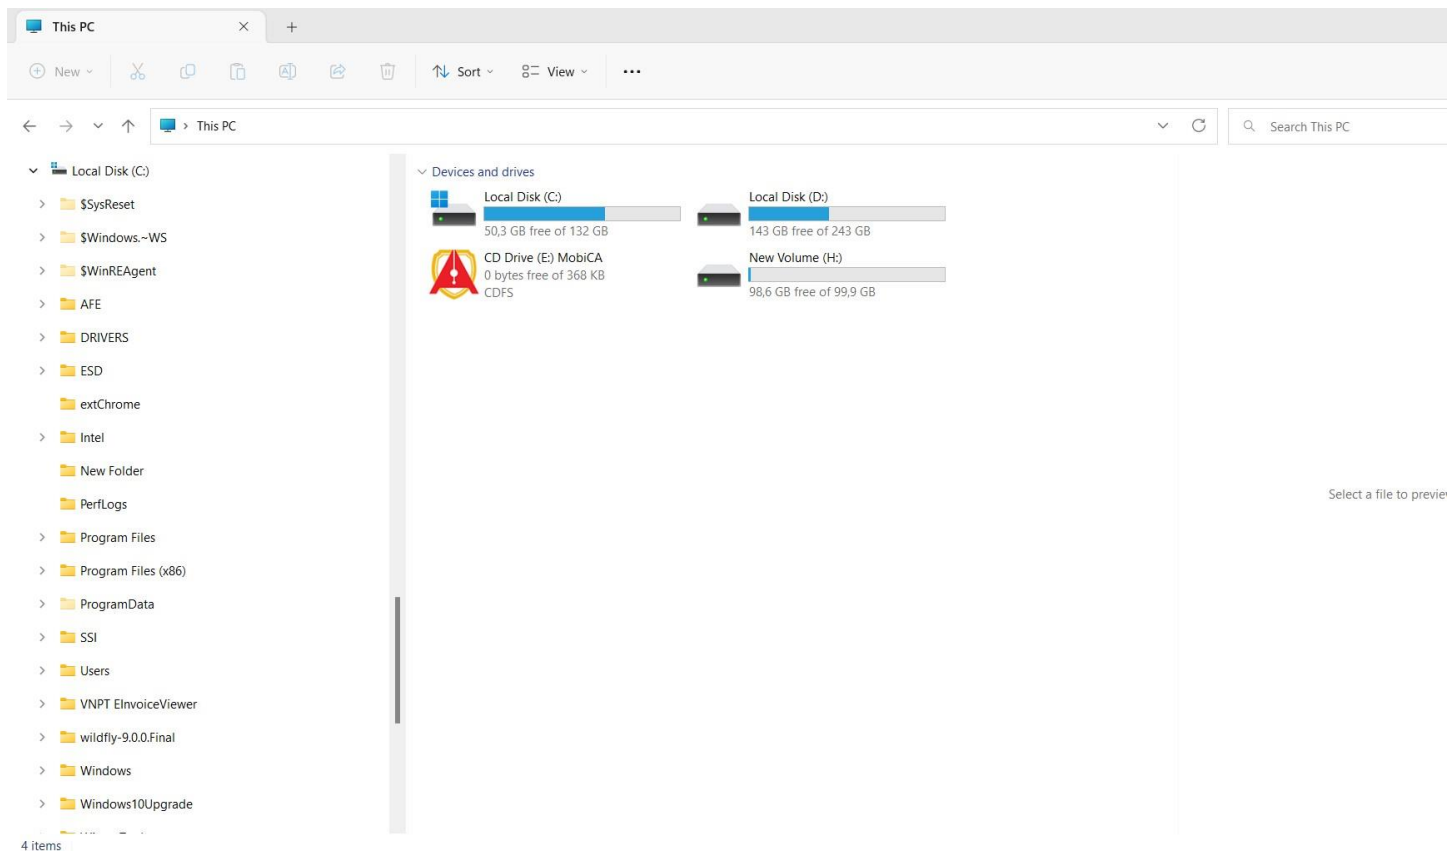 This PC
New
Sort
View
This PC
Search This PC
Local Disk (C:)
$SysReset
$Windows.~WS
$WinREAgent
AFE
DRIVERS
ESD
extChrome
Intel
New Folder
PerfLogs
Program Files
Program Files (x86)
ProgramData
SSI
Users
VNPT EInvoiceViewer
wildfly-9.0.0.Final
Windows
Windows10Upgrade
Devices and drives
Local Disk (C:)
50,3 GB free of 132 GB
Local Disk (D:)
143 GB free of 243 GB
CD Drive (E:) MobiCA
0 bytes free of 368 KB
CDFS
New Volume (H:)
98,6 GB free of 99,9 GB
Select a file to
4 items